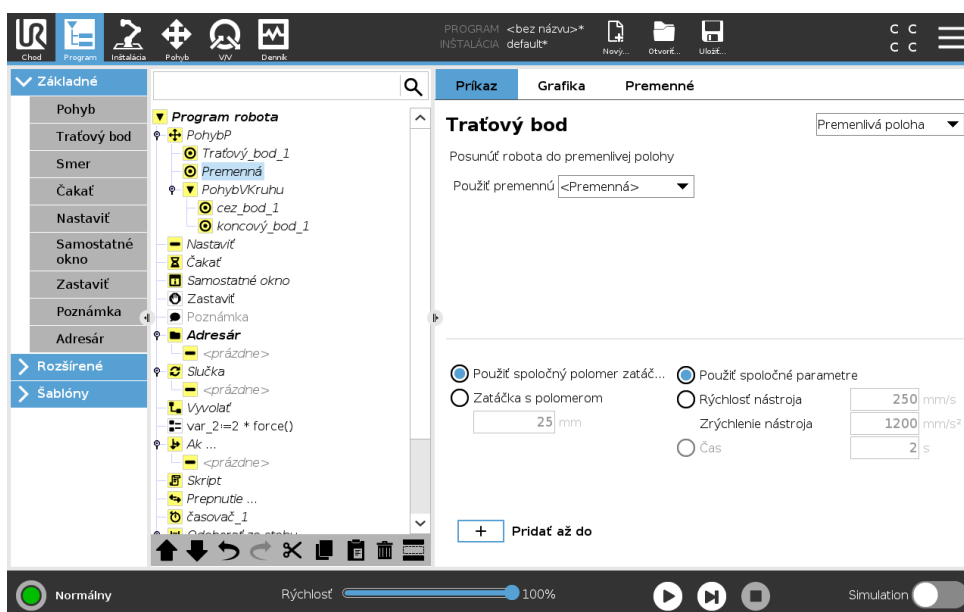 UR
Chod
Program
Inštalácia
Pohyb
V/V
Denník
PROGRAM <bez názvu>*
INŠTALÁCIA default*
Nový...
Otvoriť...
Uložiť...
C C
C C
Základné
Pohyb
Traťový bod
Smer
Čakať
Nastaviť
Samostatné
okno
Zastaviť
Poznámka
Adresár
Rozšírené
Šablóny
Program robota
PohybP
Traťový_bod_1
Premenná
PohybVKruhu
cez_bod_1
koncový_bod_1
Nastaviť
Čakať
Samostatné okno
Zastaviť
Poznámka
Adresár
<prázdne>
Slučka
<prázdne>
Vyvolať
var_2:=2 * force()
Ak ...
<prázdne>
Skript
Prepnutie ...
časovač_1
Príkaz
Grafika
Premenné
Traťový bod
Premenlivá poloha
Posunúť robota do premenlivej polohy
Použiť premennú <Premenná>
Použiť spoločný polomer zatáč...
Zatáčka s polomerom
25 mm
Použiť spoločné parametre
Rýchlosť nástroja 250 mm/s
Zrýchlenie nástroja 1200 mm/s²
Čas 2 s
+ Pridať až do
Normálny
Rýchlosť 100%
Simulation